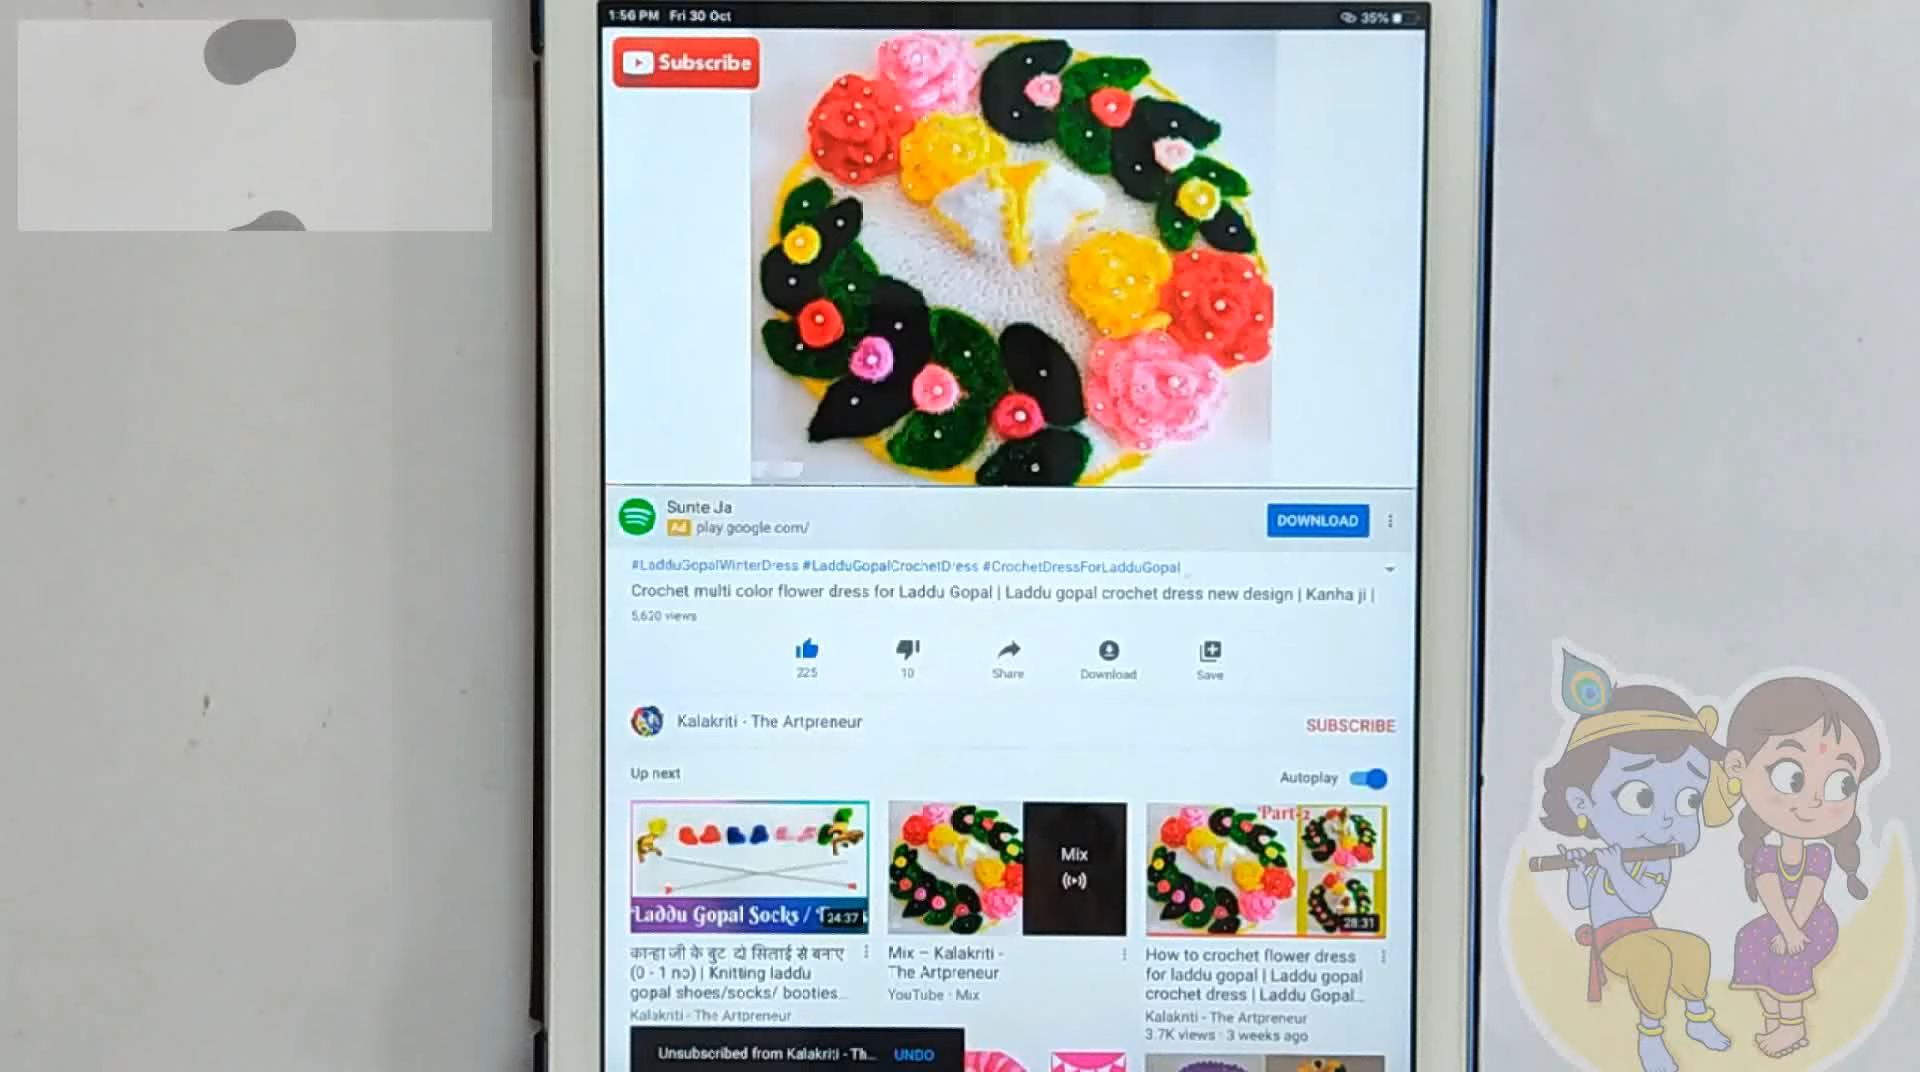 1:56 PM Fri 30 Oct
35%
Subscribe
Sunte Ja
Ad play.google.com/
DOWNLOAD
#LadduGopalWinterDress #LadduGopalCrochetDress #CrochetDressForLadduGopal
Crochet multi color flower dress for Laddu Gopal | Laddu gopal crochet dress new design | Kanha ji |
5,620 views
225
10
Share
Download
Save
Kalakriti - The Artpreneur
SUBSCRIBE
Up next
Autoplay
Laddu Gopal Socks /
24:37
Mix
Part-2
28:31
कान्हा जी के बुट दो सिलाई से बनाए
(0 - 1 no) | Knitting laddu
gopal shoes/socks/ booties...
Kalakriti - The Artpreneur
Mix – Kalakriti -
The Artpreneur
YouTube · Mix
How to crochet flower dress
for laddu gopal | Laddu gopal
crochet dress | Laddu Gopal...
Kalakriti - The Artpreneur
3.7K views · 3 weeks ago
Unsubscribed from Kalakriti - Th... UNDO